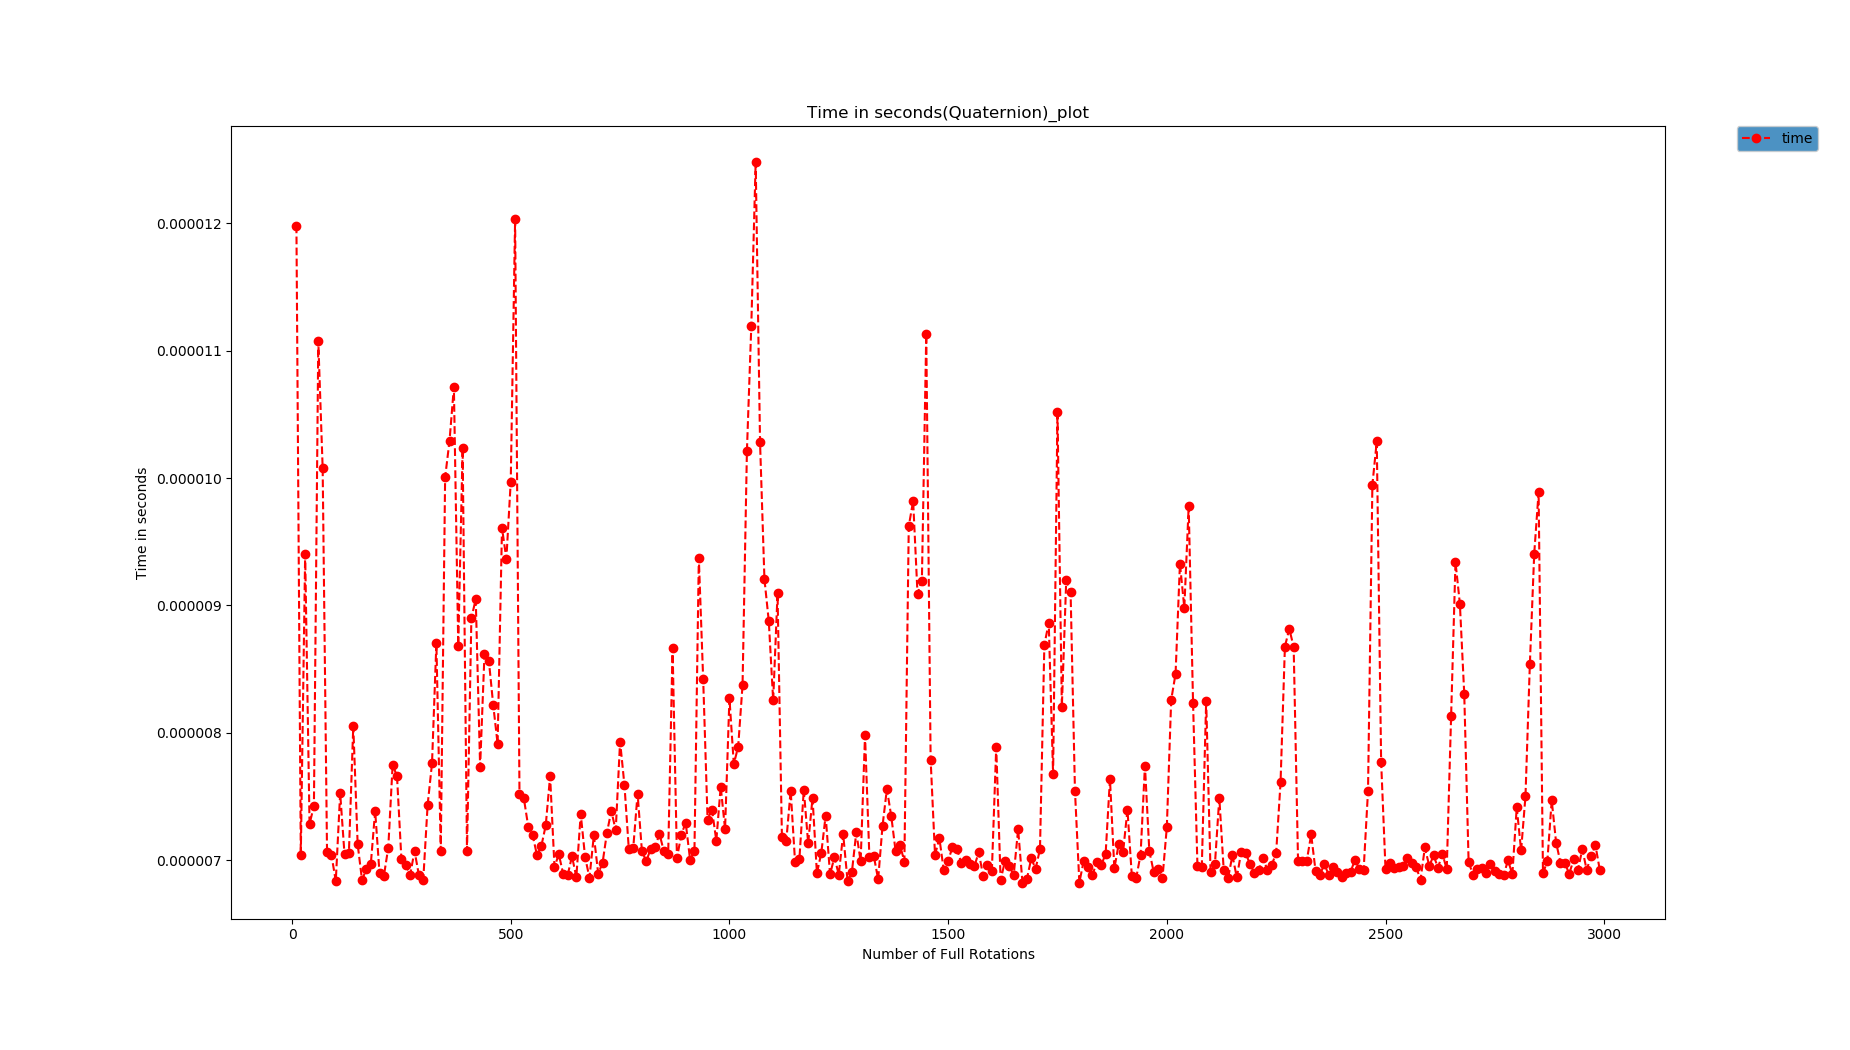 Time in seconds(Quaternion)_plot
time
0.000012
0.000011
0.000010
0.000009
0.000008
0.000007
Time in seconds
0 500 1000 1500 2000 2500 3000
Number of Full Rotations